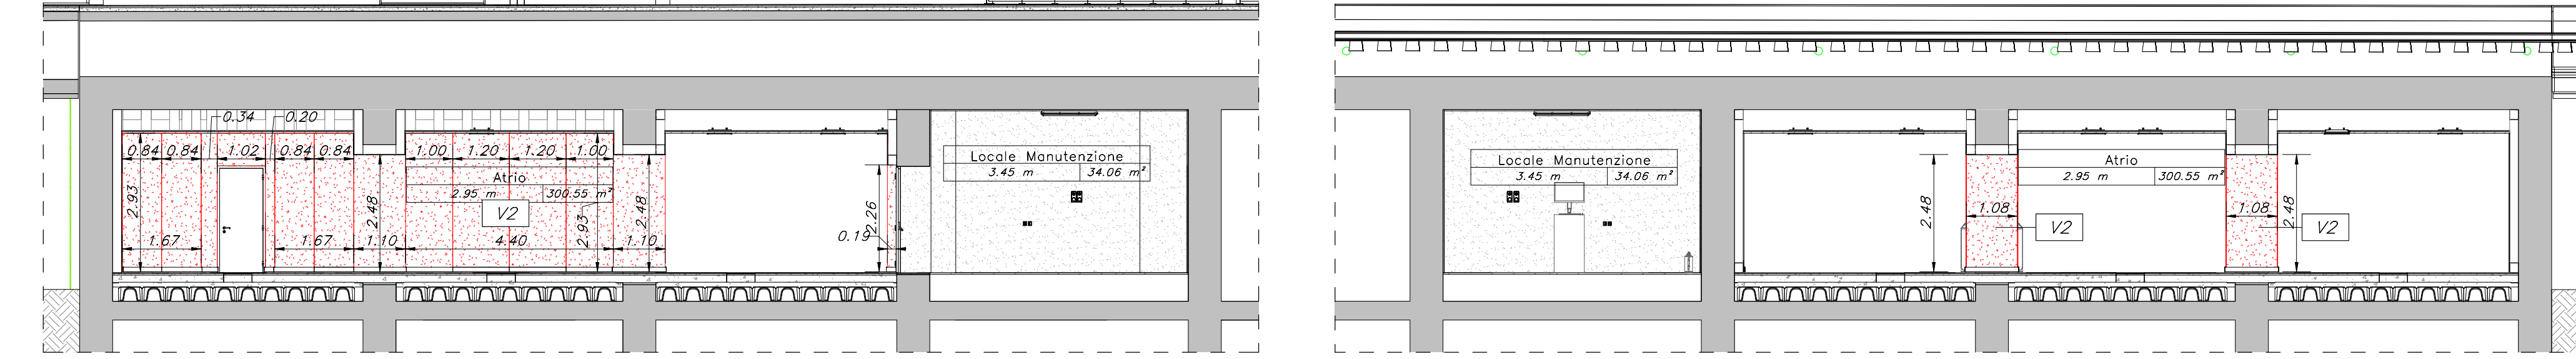 0.34
0.20
0.84
0.84
1.02
0.84
0.84
1.00
1.20
1.20
1.00
Atrio
2.95 m
300.55 m²
V2
2.93
2.48
2.93
2.48
1.67
1.67
1.10
4.40
1.10
2.26
0.19
Locale Manutenzione
3.45 m
34.06 m²
Locale Manutenzione
3.45 m
34.06 m²
Atrio
2.95 m
300.55 m²
2.48
1.08
V2
1.08
2.48
V2